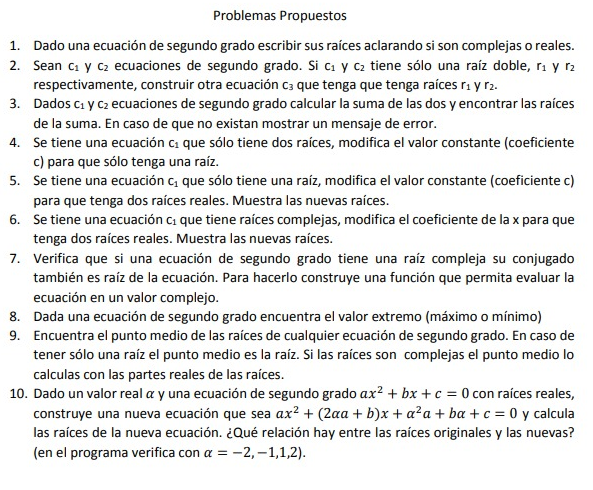 Problemas Propuestos
1. Dado una ecuación de segundo grado escribir sus raíces aclarando si son complejas o reales.
2. Sean c₁ y c₂ ecuaciones de segundo grado. Si c₁ y c₂ tiene sólo una raíz doble, r₁ y r₂
respectivamente, construir otra ecuación c₃ que tenga que tenga raíces r₁ y r₂.
3. Dados c₁ y c₂ ecuaciones de segundo grado calcular la suma de las dos y encontrar las raíces
de la suma. En caso de que no existan mostrar un mensaje de error.
4. Se tiene una ecuación c₁ que sólo tiene dos raíces, modifica el valor constante (coeficiente
c) para que sólo tenga una raíz.
5. Se tiene una ecuación c₁ que sólo tiene una raíz, modifica el valor constante (coeficiente c)
para que tenga dos raíces reales. Muestra las nuevas raíces.
6. Se tiene una ecuación c₁ que tiene raíces complejas, modifica el coeficiente de la x para que
tenga dos raíces reales. Muestra las nuevas raíces.
7. Verifica que si una ecuación de segundo grado tiene una raíz compleja su conjugado
también es raíz de la ecuación. Para hacerlo construye una función que permita evaluar la
ecuación en un valor complejo.
8. Dada una ecuación de segundo grado encuentra el valor extremo (máximo o mínimo)
9. Encuentra el punto medio de las raíces de cualquier ecuación de segundo grado. En caso de
tener sólo una raíz el punto medio es la raíz. Si las raíces son complejas el punto medio lo
calculas con las partes reales de las raíces.
10. Dado un valor real α y una ecuación de segundo grado ax² + bx + c = 0 con raíces reales,
construye una nueva ecuación que sea ax² + (2αa + b)x + α²a + bα + c = 0 y calcula
las raíces de la nueva ecuación. ¿Qué relación hay entre las raíces originales y las nuevas?
(en el programa verifica con α = −2, −1,1,2).